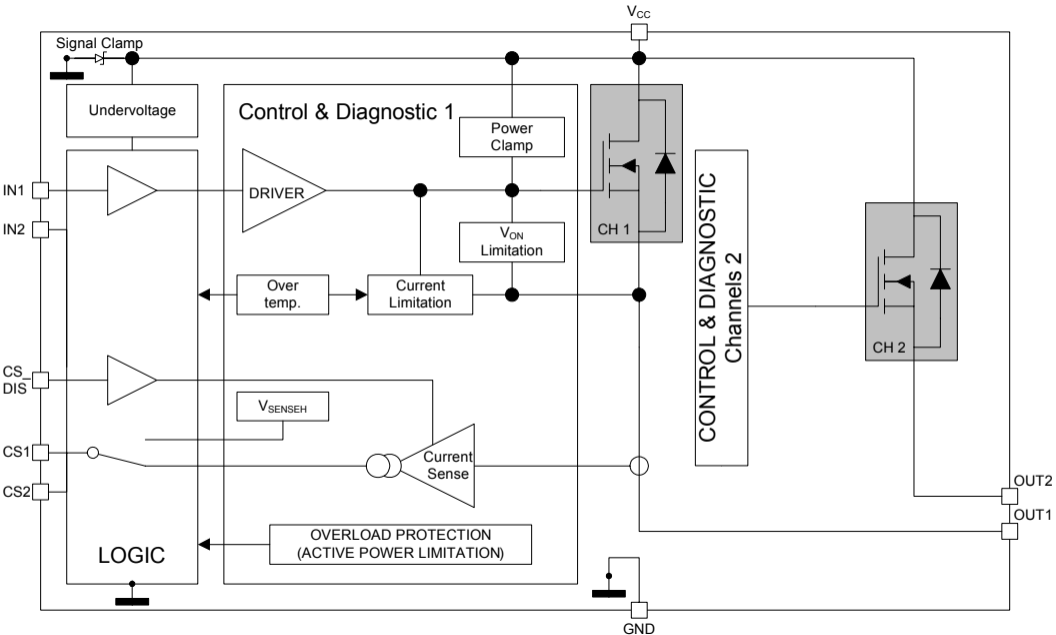 VCC
Signal Clamp
Undervoltage
Control & Diagnostic 1
Power
Clamp
IN1
DRIVER
IN2
VON
Limitation
CH 1
Over
temp.
Current
Limitation
CONTROL & DIAGNOSTIC
Channels 2
CH 2
CS_
DIS
VSENSEH
CS1
Current
Sense
CS2
OUT2
OUT1
OVERLOAD PROTECTION
(ACTIVE POWER LIMITATION)
LOGIC
GND